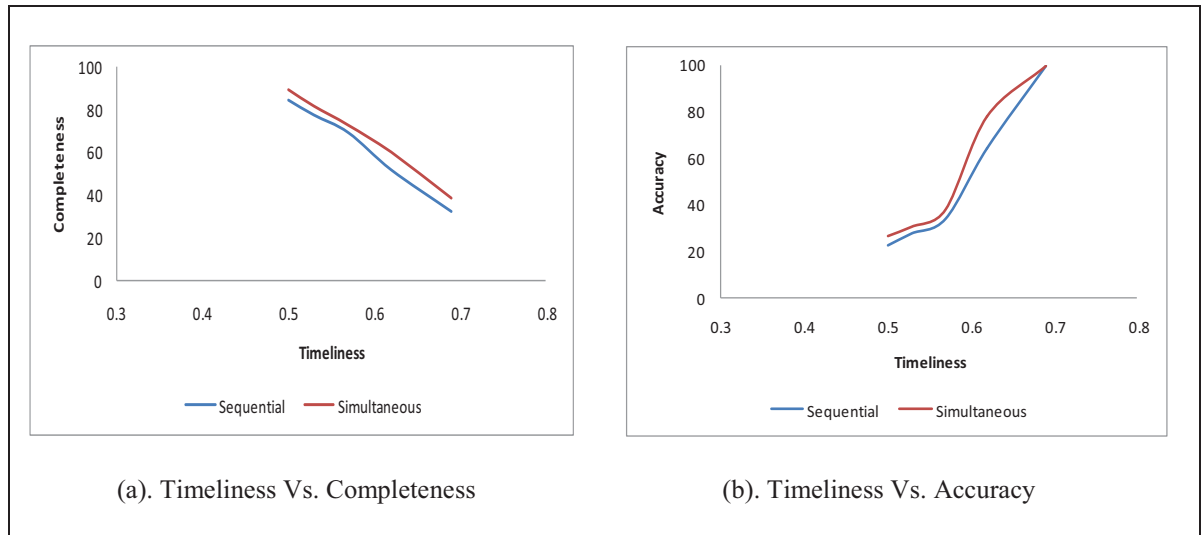 100
80
60
40
20
0
Completeness
0.3 0.4 0.5 0.6 0.7 0.8
Timeliness
Sequential Simultaneous
(a). Timeliness Vs. Completeness
100
80
60
40
20
0
Accuracy
0.3 0.4 0.5 0.6 0.7 0.8
Timeliness
Sequential Simultaneous
(b). Timeliness Vs. Accuracy